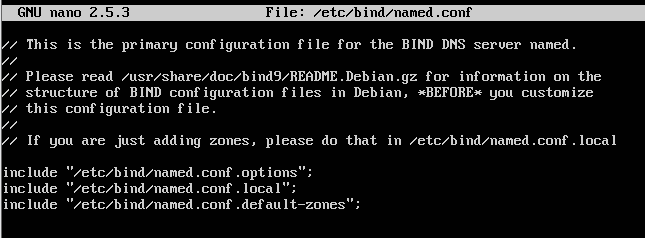 GNU nano 2.5.3 File: /etc/bind/named.conf
// This is the primary configuration file for the BIND DNS server named.
//
// Please read /usr/share/doc/bind9/README.Debian.gz for information on the
// structure of BIND configuration files in Debian, *BEFORE* you customize
// this configuration file.
//
// If you are just adding zones, please do that in /etc/bind/named.conf.local
include "/etc/bind/named.conf.options";
include "/etc/bind/named.conf.local";
include "/etc/bind/named.conf.default-zones";